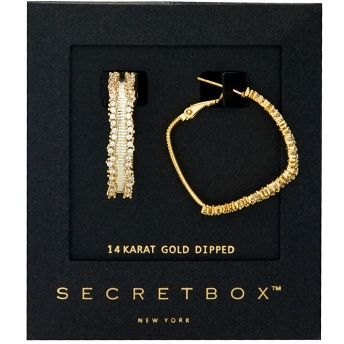 14 KARAT GOLD DIPPED
SECRETBOX™
NEW YORK